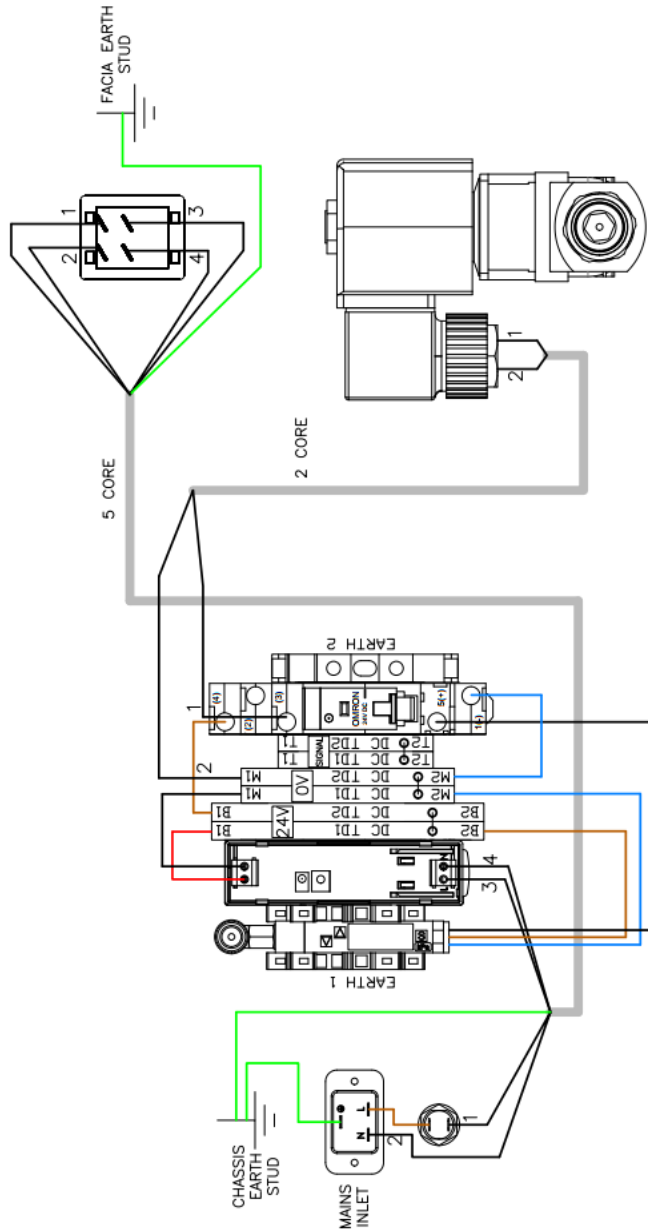 FACIA EARTH
STUD
1
2
3
4
5 CORE
2 CORE
1
2
EARTH 2
1
2
(4)
(2)
(3)
OMRON
24V DC
5(+)
1(-)
T1
T1
SIGNAL
DC TD2
DC TD1
T2
T2
M1
M1
0V
DC TD2
DC TD1
M2
M2
B1
B1
24V
DC TD2
DC TD1
B2
B2
N
L
4
3
EARTH 1
CHASSIS
EARTH
STUD
L
N
1
2
MAINS
INLET